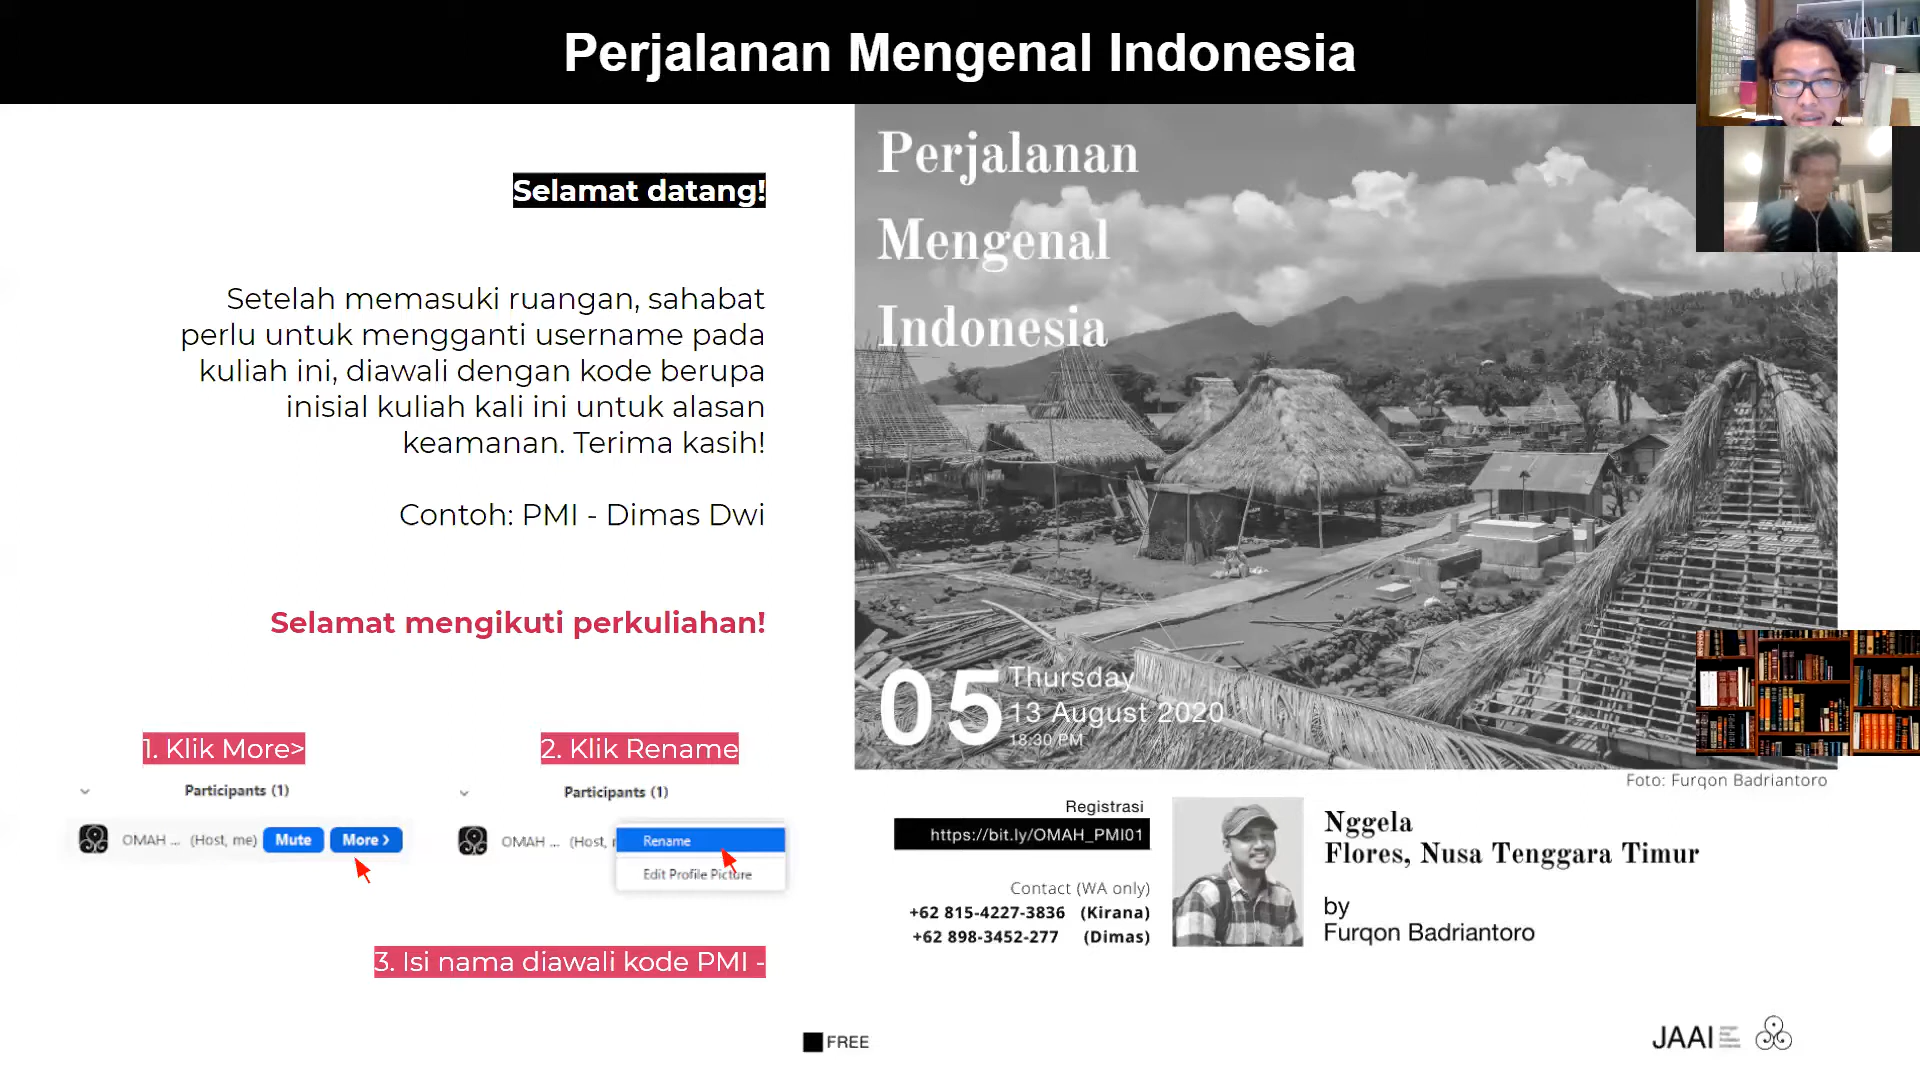 Perjalanan Mengenal Indonesia
Selamat datang!
Setelah memasuki ruangan, sahabat
perlu untuk mengganti username pada
kuliah ini, diawali dengan kode berupa
inisial kuliah kali ini untuk alasan
keamanan. Terima kasih!
Contoh: PMI - Dimas Dwi
Selamat mengikuti perkuliahan!
1. Klik More>
Participants (1)
OMAH ... (Host, me) Mute More >
2. Klik Rename
Participants (1)
OMAH ... (Host, Rename
Edit Profile Picture
3. Isi nama diawali kode PMI -
Perjalanan
Mengenal
Indonesia
05
Thursday
13 August 2020
18:30 PM
Foto: Furqon Badriantoro
Registrasi
https://bit.ly/OMAH_PMI01
Contact (WA only)
+62 815-4227-3836 (Kirana)
+62 898-3452-277 (Dimas)
Nggela
Flores, Nusa Tenggara Timur
by
Furqon Badriantoro
FREE
JAAI